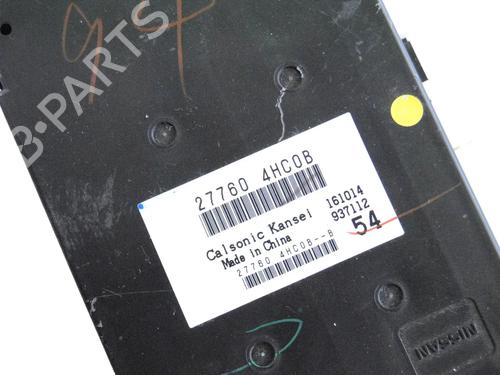 B-PARTS
27760 4HC0B
Calsonic Kansei 161014
Made in China 937112
54
27760 4HC0B--B
NISSAN